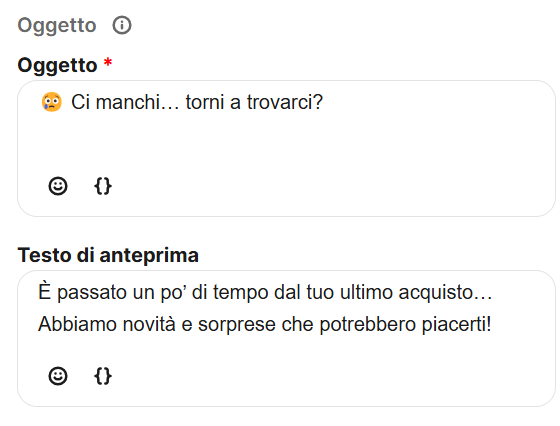 Oggetto
Oggetto *
😢 Ci manchi… torni a trovarci?
{}
Testo di anteprima
È passato un po’ di tempo dal tuo ultimo acquisto…
Abbiamo novità e sorprese che potrebbero piacerti!
{}